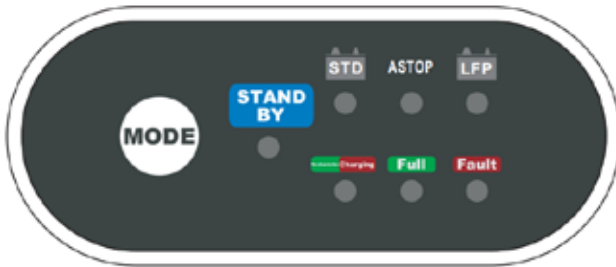 STD ASTOP LFP
STAND
BY
MODE
Charging Full Fault